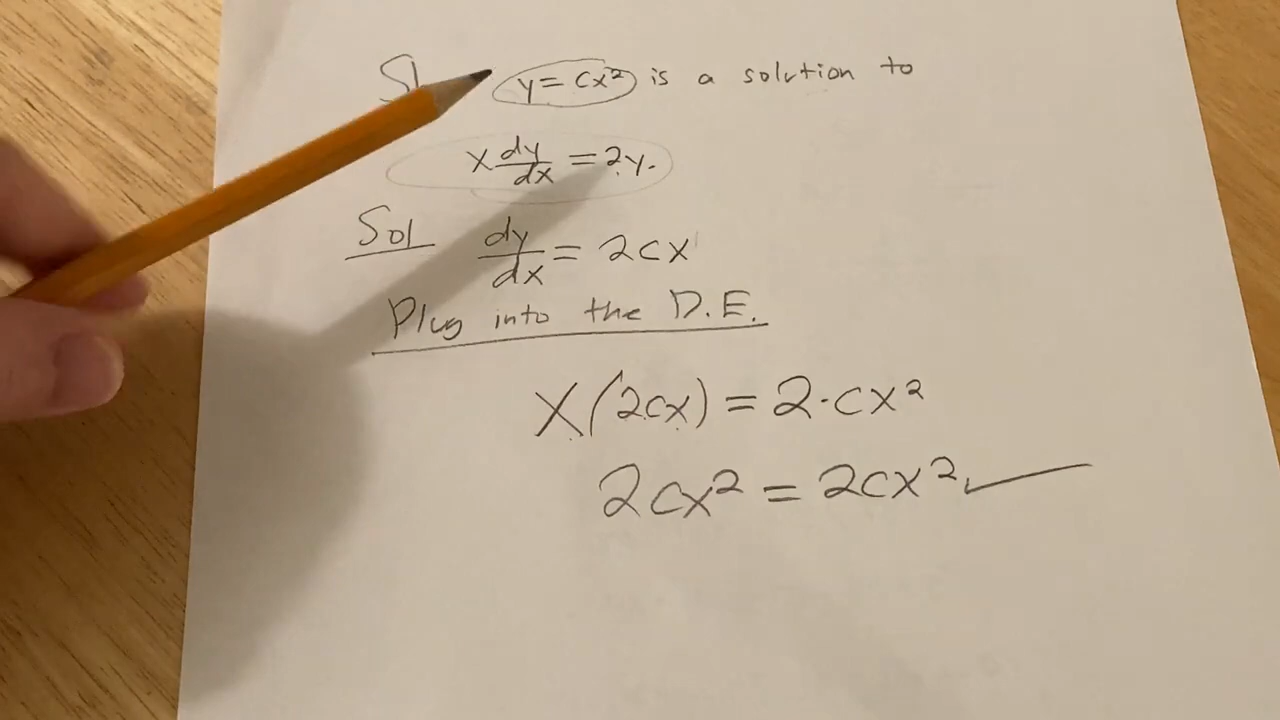 y = cx² is a solution to
x dy/dx = 2y.
Sol dy/dx = 2cx
Plug into the D.E.
x(2cx) = 2·cx²
2cx² = 2cx² ✓